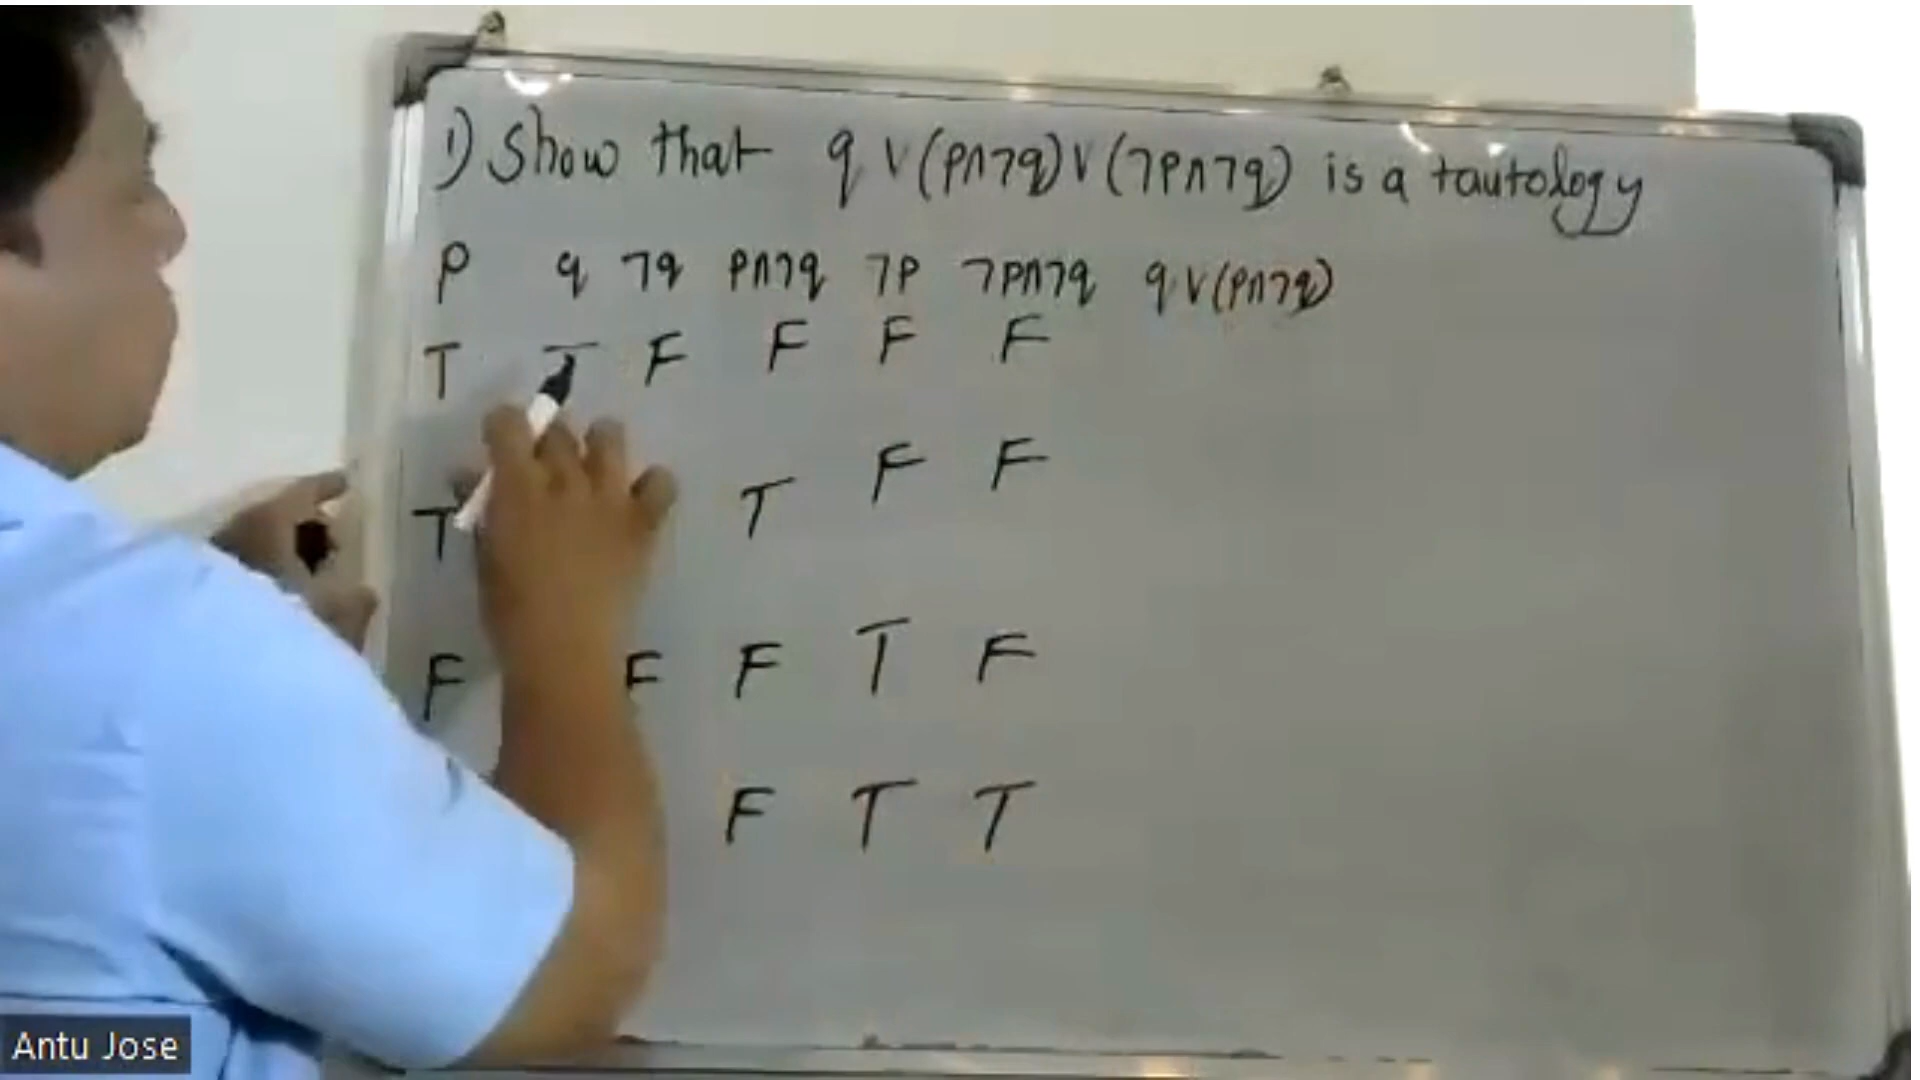 1) Show that q ∨ (p∧¬q) ∨ (¬p∧¬q) is a tautology
P q ¬q p∧¬q ¬p ¬p∧¬q q ∨ (p∧¬q)
T T F F F F
T T F F
F F F T F
F T T
Antu Jose